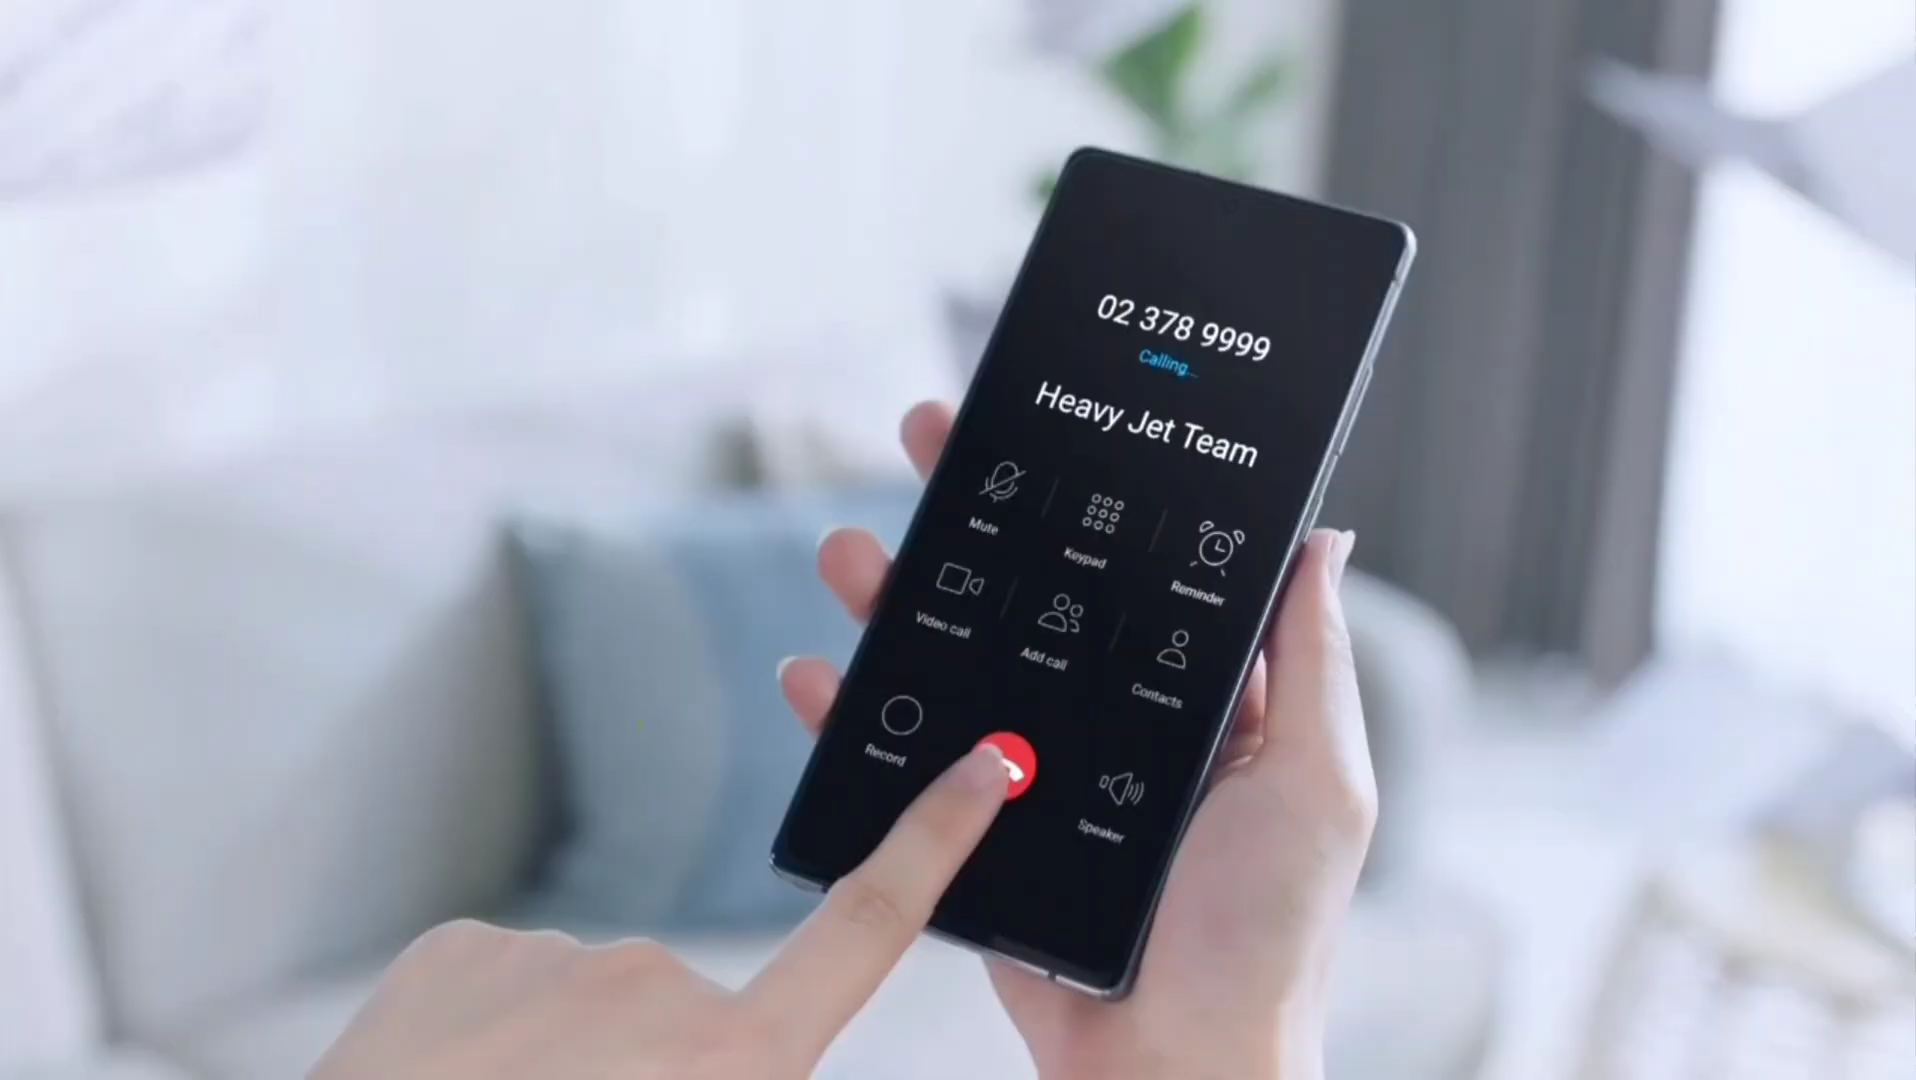 02 378 9999
Calling...
Heavy Jet Team
Mute
Keypad
Reminder
Video call
Add call
Contacts
Record
Speaker